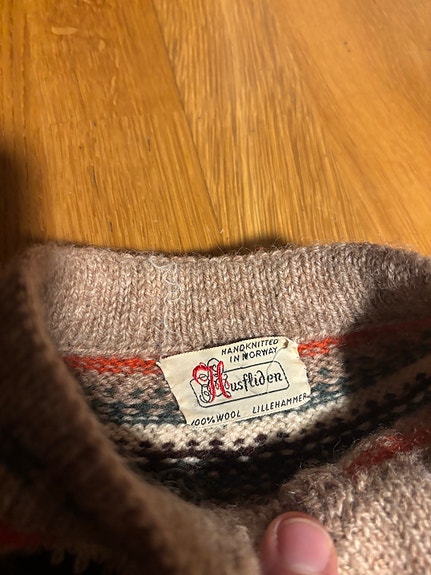 HANDKNITTED
IN NORWAY
Husfliden
100% WOOL LILLEHAMMER